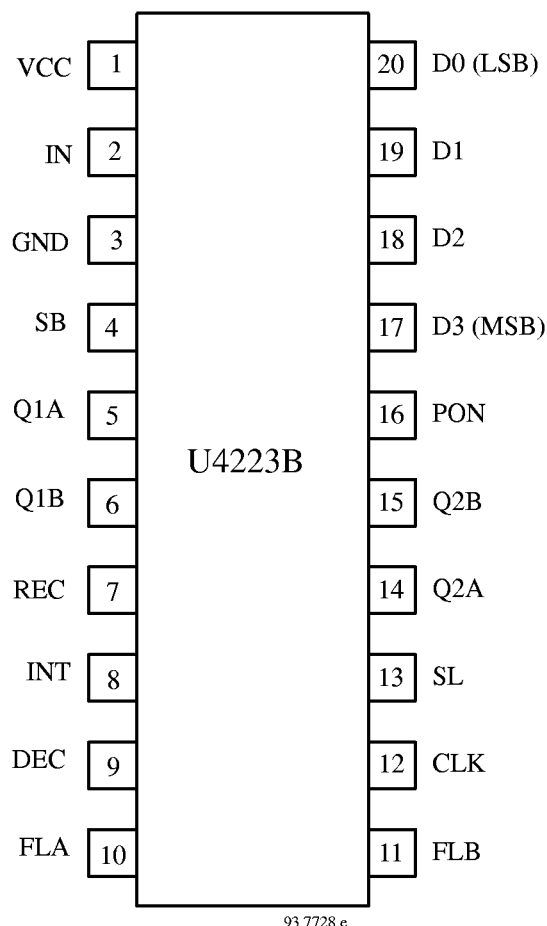 VCC 1 20 D0 (LSB)
IN 2 19 D1
GND 3 18 D2
SB 4 17 D3 (MSB)
Q1A 5 16 PON
U4223B
Q1B 6 15 Q2B
REC 7 14 Q2A
INT 8 13 SL
DEC 9 12 CLK
FLA 10 11 FLB
93 7728 e